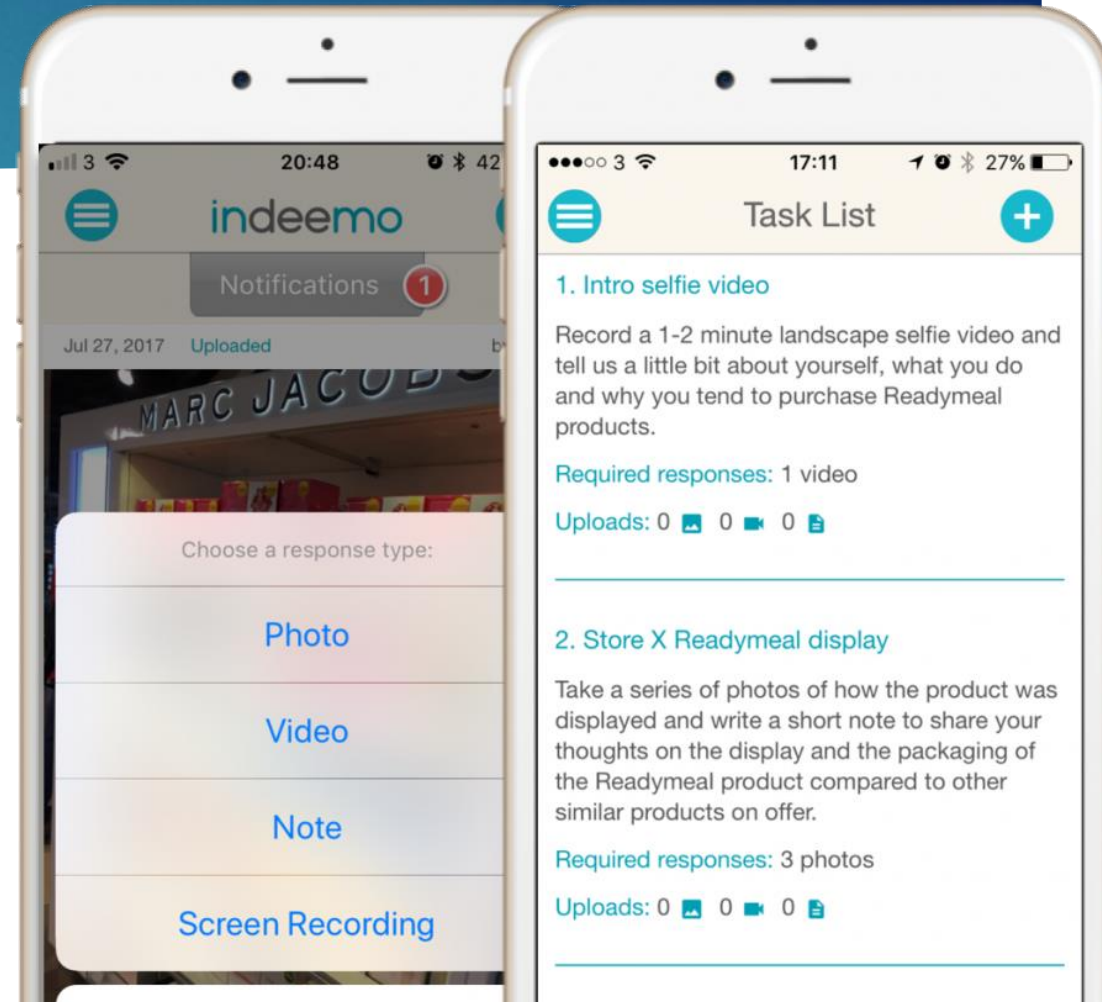 3
20:48
42
indeemo
Notifications 1
Jul 27, 2017 Uploaded
MARC JACOBS
Choose a response type:
Photo
Video
Note
Screen Recording
3
17:11
27%
Task List
1. Intro selfie video
Record a 1-2 minute landscape selfie video and
tell us a little bit about yourself, what you do
and why you tend to purchase Readymeal
products.
Required responses: 1 video
Uploads: 0 0 0
2. Store X Readymeal display
Take a series of photos of how the product was
displayed and write a short note to share your
thoughts on the display and the packaging of
the Readymeal product compared to other
similar products on offer.
Required responses: 3 photos
Uploads: 0 0 0